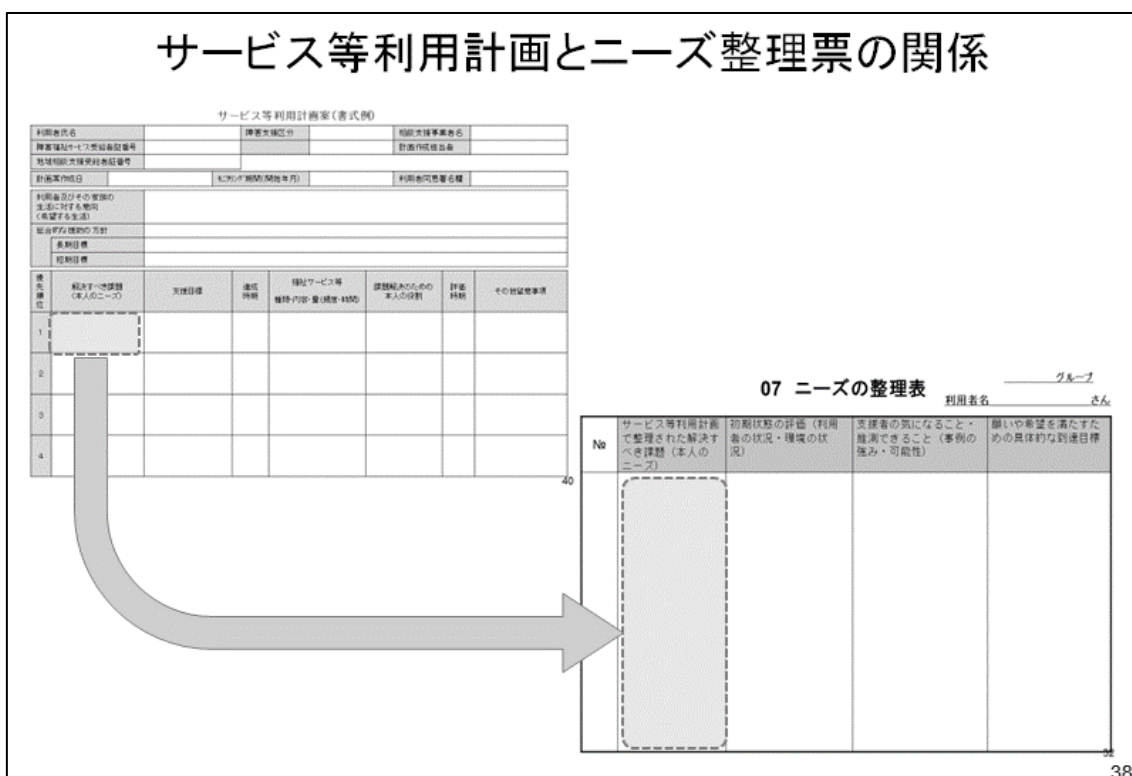 サービス等利用計画とニーズ整理票の関係
サービス等利用計画案(書式例)
利用者氏名 障害支援区分 相談支援事業者名
障害福祉サービス受給者証番号 計画作成担当者
地域相談支援受給者証番号
計画案作成日 モニタリング期間(開始年月) 利用者同意署名欄
利用者及びその家族の
生活に対する意向
(希望する生活)
総合的な援助の方針
長期目標
短期目標
優先順位
解決すべき課題
(本人のニーズ)
支援目標
達成
時期
福祉サービス等
種類・内容・量(頻度・時間)
課題解決のための
本人の役割
評価
時期
その他留意事項
1
2
3
4
40
グループ
07 ニーズの整理表
利用者名 さん
№
サービス等利用計画
で整理された解決す
べき課題(本人の
ニーズ)
初期状態の評価(利用
者の状況・環境の状
況)
支援者の気になること・
推測できること(事例の
強み・可能性)
願いや希望を満たすた
めの具体的な到達目標
32
38